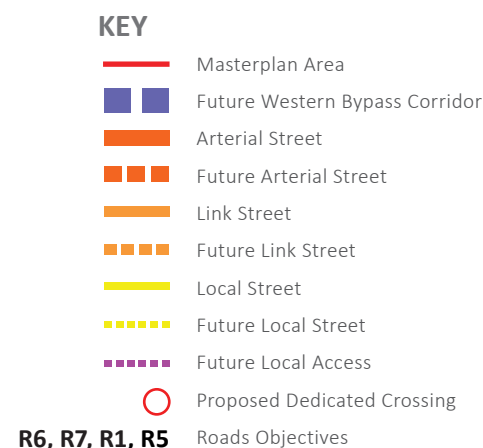 KEY
Masterplan Area
Future Western Bypass Corridor
Arterial Street
Future Arterial Street
Link Street
Future Link Street
Local Street
Future Local Street
Future Local Access
Proposed Dedicated Crossing
R6, R7, R1, R5 Roads Objectives